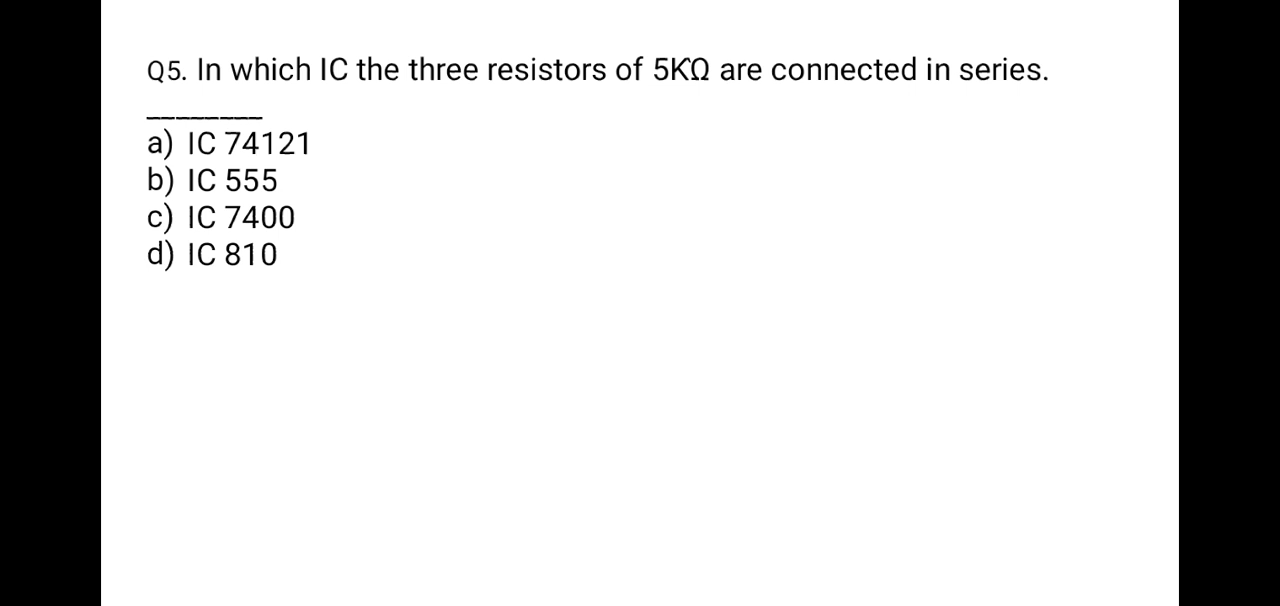 Q5. In which IC the three resistors of 5KΩ are connected in series.
________
a) IC 74121
b) IC 555
c) IC 7400
d) IC 810